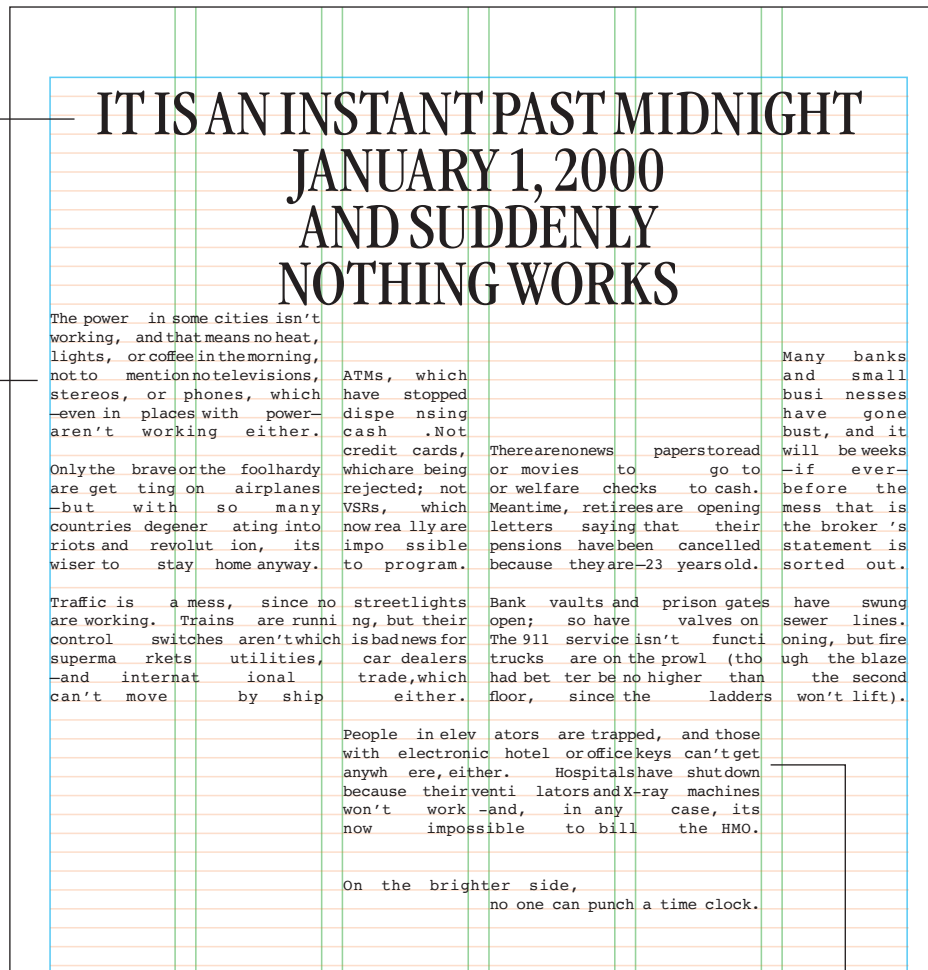 IT IS AN INSTANT PAST MIDNIGHT
JANUARY 1, 2000
AND SUDDENLY
NOTHING WORKS
The power in some cities isn't
working, and that means no heat,
lights, or coffee in the morning,
not to mention no televisions,
stereos, or phones, which
—even in places with power—
aren't working either.
Only the brave or the foolhardy
are get ting on airplanes
—but with so many
countries degener ating into
riots and revolut ion, its
wiser to stay home anyway.
ATMs, which
have stopped
dispe nsing
cash .Not
credit cards,
which are being
rejected; not
VSRs, which
now rea lly are
impo ssible
to program.
There are no news papers to read
or movies to go to
or welfare checks to cash.
Meantime, retirees are opening
letters saying that their
pensions have been cancelled
because they are—23 years old.
Many banks
and small
busi nesses
have gone
bust, and it
will be weeks
—if ever—
before the
mess that is
the broker 's
statement is
sorted out.
Traffic is a mess, since no streetlights
are working. Trains are runni ng, but their
control switches aren't which is bad news for
superma rkets utilities, car dealers
—and internat ional trade,which
can't move by ship either.
Bank vaults and prison gates have swung
open; so have valves on sewer lines.
The 911 service isn't functi oning, but fire
trucks are on the prowl (tho ugh the blaze
had bet ter be no higher than the second
floor, since the ladders won't lift).
People in elev ators are trapped, and those
with electronic hotel or office keys can't get
anywh ere, either. Hospitals have shut down
because their venti lators and X-ray machines
won't work -and, in any case, its
now impossible to bill the HMO.
On the brighter side,
no one can punch a time clock.